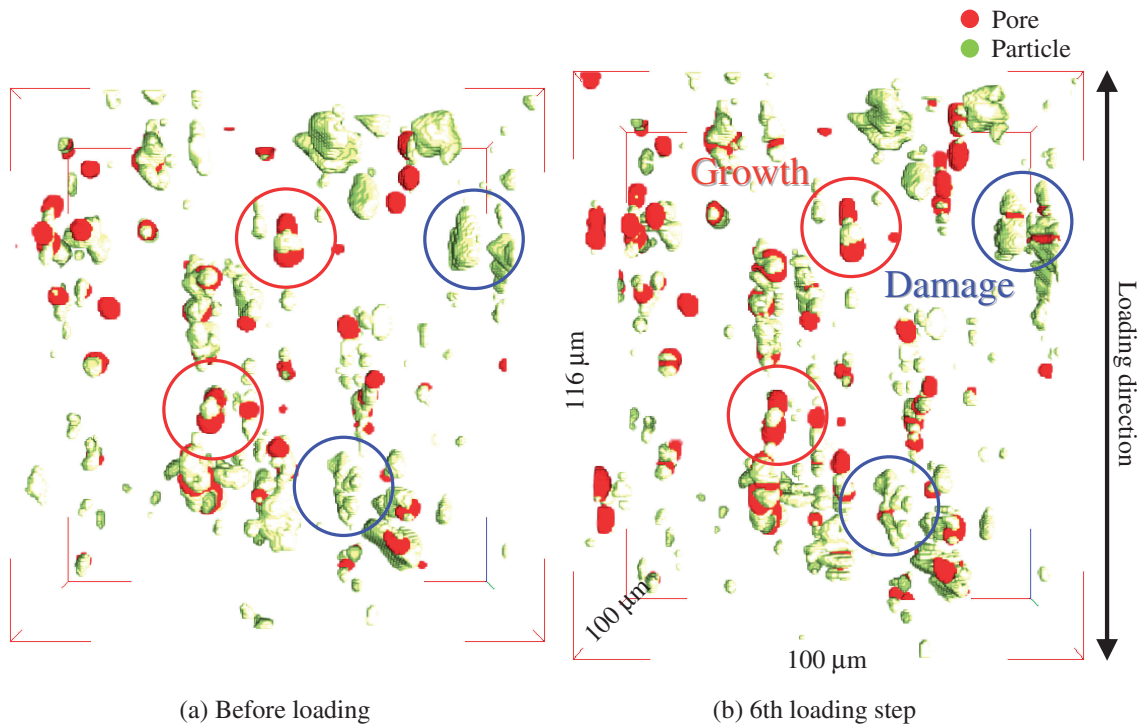 Pore
Particle
Growth
Damage
116 μm
Loading direction
100 μm
100 μm
(a) Before loading
(b) 6th loading step